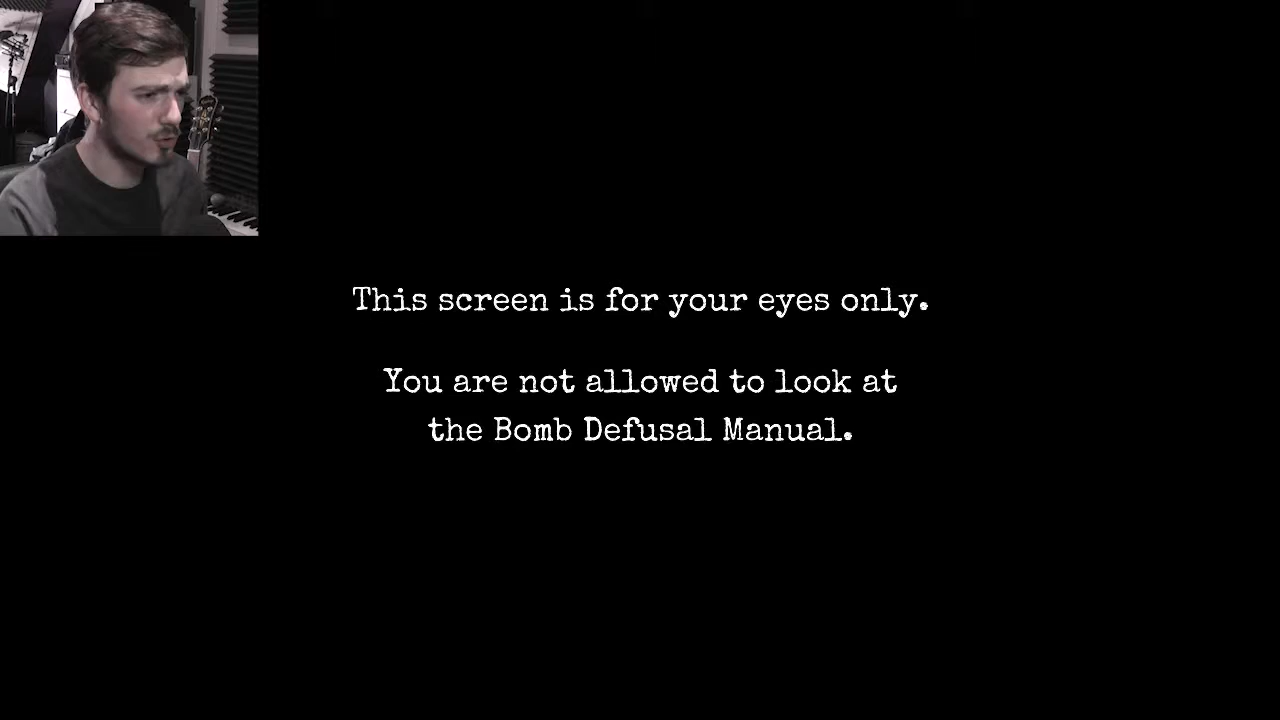 This screen is for your eyes only.
You are not allowed to look at
the Bomb Defusal Manual.